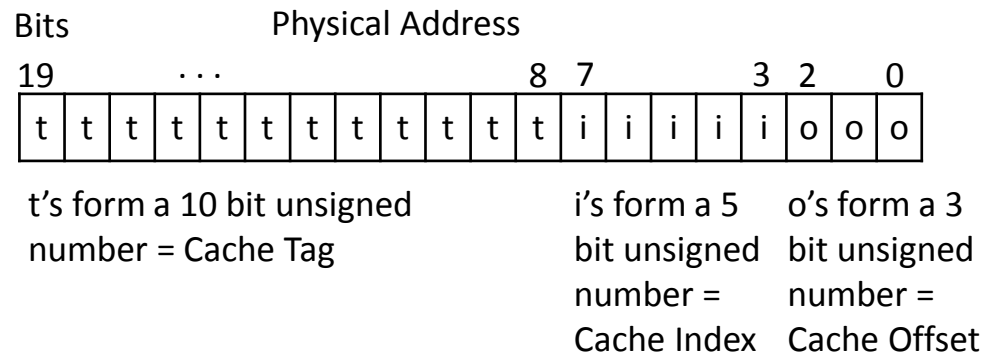 Bits Physical Address
19 ... 8 7 3 2 0
t t t t t t t t t t t t i i i i i o o o
t’s form a 10 bit unsigned
number = Cache Tag
i’s form a 5
bit unsigned
number =
Cache Index
o’s form a 3
bit unsigned
number =
Cache Offset